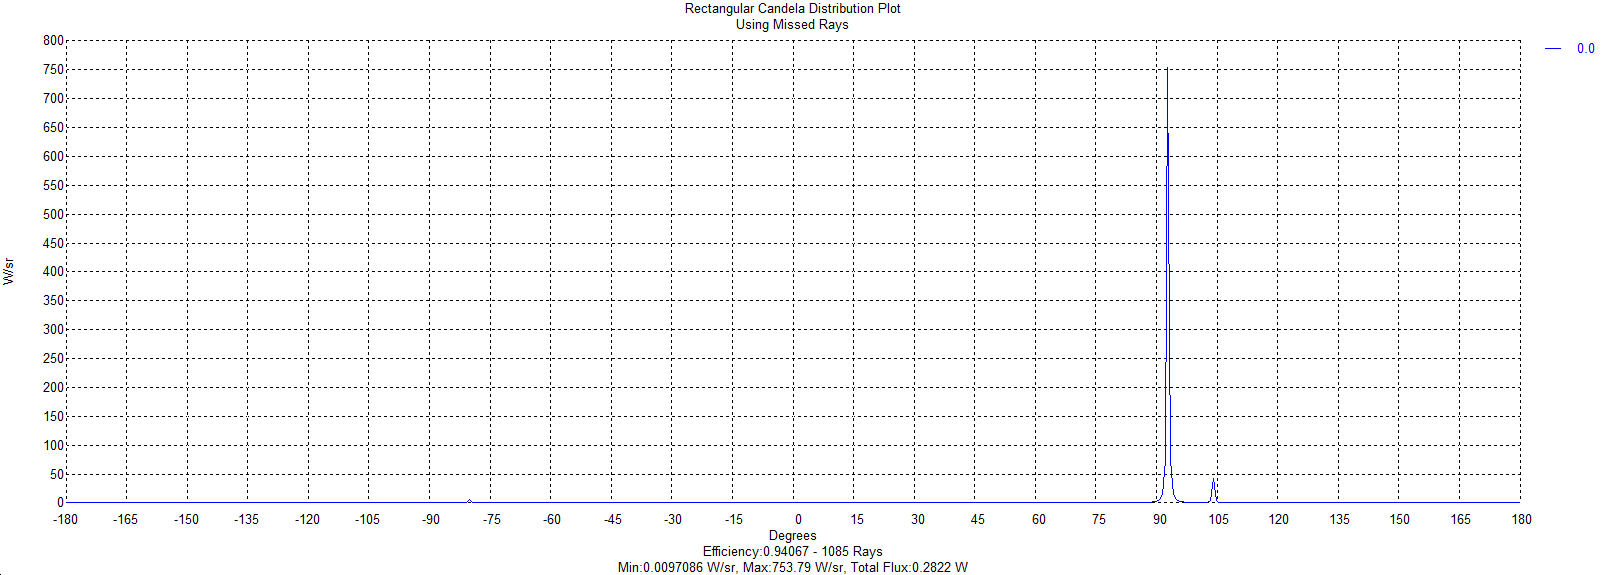 Rectangular Candela Distribution Plot
Using Missed Rays
0.0
800
750
700
650
600
550
500
450
400
350
300
250
200
150
100
50
0
W/sr
-180 -165 -150 -135 -120 -105 -90 -75 -60 -45 -30 -15 0 15 30 45 60 75 90 105 120 135 150 165 180
Degrees
Efficiency:0.94067 - 1085 Rays
Min:0.0097086 W/sr, Max:753.79 W/sr, Total Flux:0.2822 W